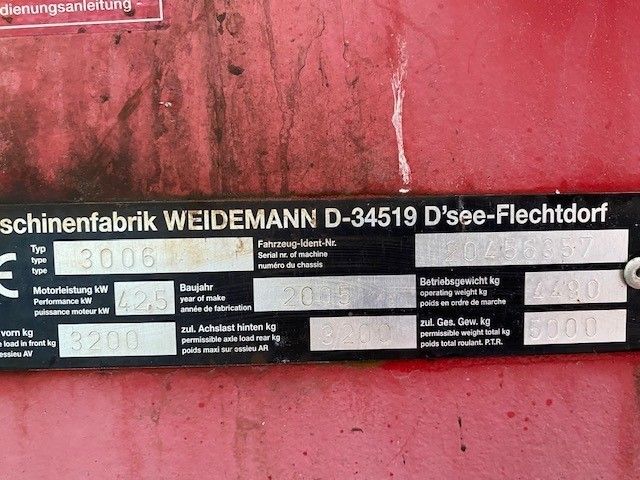 dienungsanleitung
schinenfabrik WEIDEMANN D-34519 D'see-Flechtdorf
CE
Typ
type
type
3006
Fahrzeug-Ident-Nr.
Serial nr. of machine
numéro du chassis
20456357
Motorleistung kW
Performance kW
puissance moteur kW
42.5
Baujahr
year of make
année de fabrication
2005
Betriebsgewicht kg
operating weight kg
poids en ordre de marche
4490
vorn kg
load in front kg
essieu AV
3200
zul. Achslast hinten kg
permissible axle load rear kg
poids maxi sur essieu AR
3200
zul. Ges. Gew. kg
permissible weight total kg
poids total roulant. P.T.R.
5000